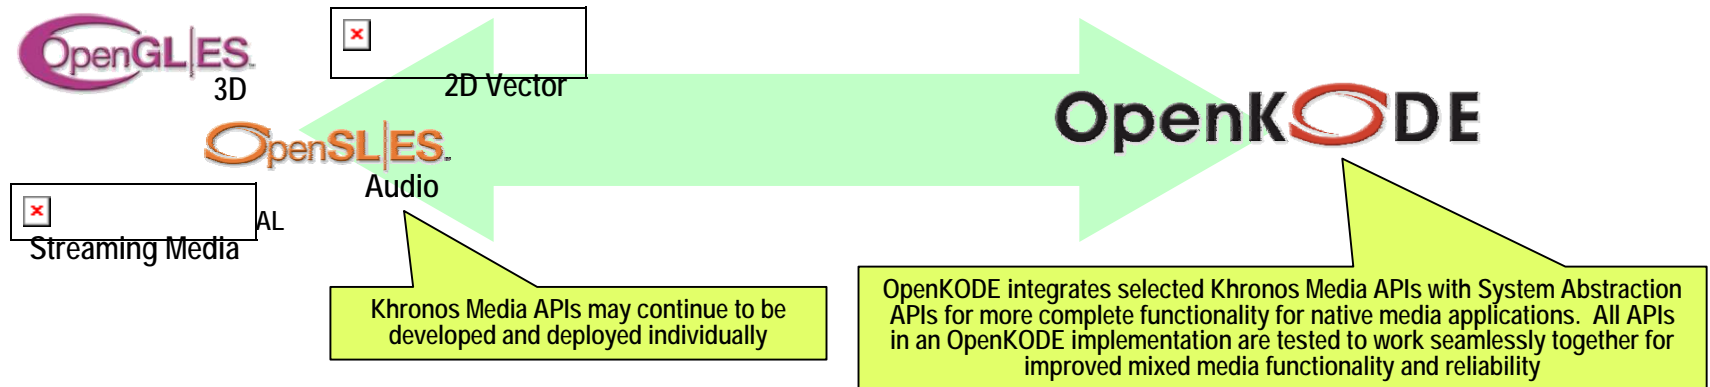 OpenGL|ES™
3D
2D Vector
OpenSL|ES™
Audio
AL
Streaming Media
OpenKODE
Khronos Media APIs may continue to be
developed and deployed individually
OpenKODE integrates selected Khronos Media APIs with System Abstraction
APIs for more complete functionality for native media applications.  All APIs
in an OpenKODE implementation are tested to work seamlessly together for
improved mixed media functionality and reliability